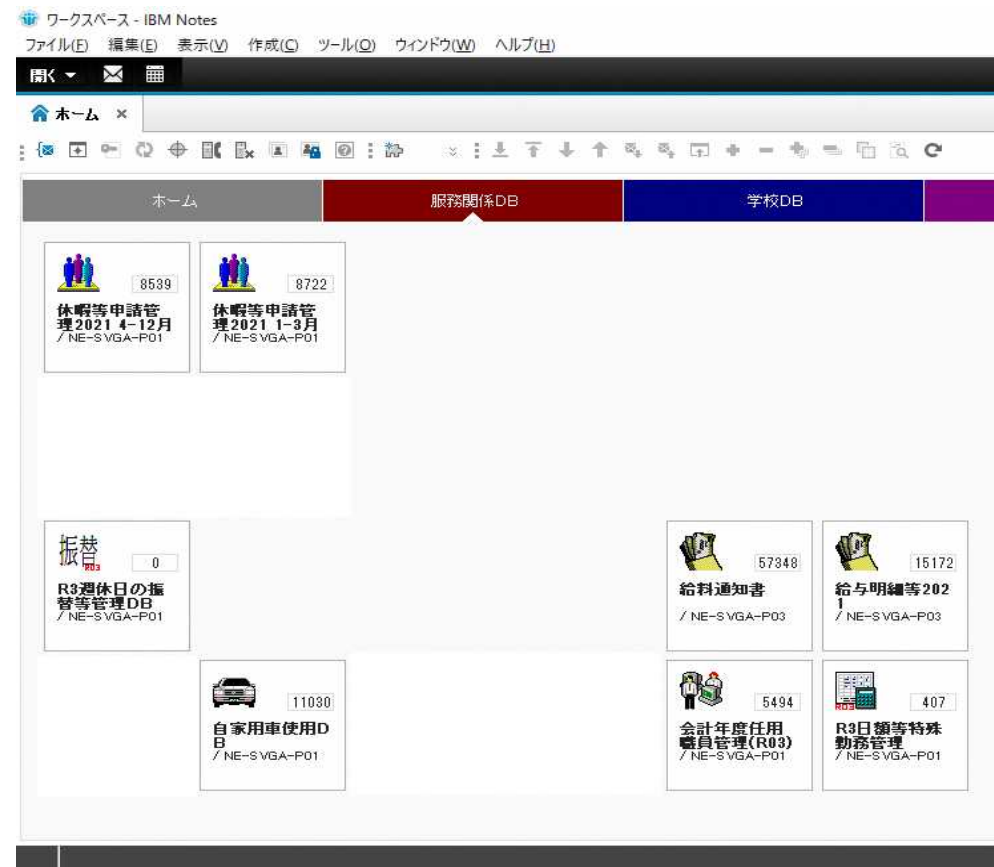 ワークスペース - IBM Notes
ファイル(F) 編集(E) 表示(V) 作成(C) ツール(O) ウィンドウ(W) ヘルプ(H)
開く
ホーム ×
ホーム 服務関係DB 学校DB
8539
休暇等申請管
理2021 4-12月
/ NE-SVGA-P01
8722
休暇等申請管
理2021 1-3月
/ NE-SVGA-P01
振替 R03
0
R3週休日の振
替等管理DB
/ NE-SVGA-P01
57348
給料通知書
/ NE-SVGA-P03
15172
給与明細等202
1
/ NE-SVGA-P03
11030
自家用車使用D
B
/ NE-SVGA-P01
5494
会計年度任用
職員管理(R03)
/ NE-SVGA-P01
R03
407
R3日額等特殊
勤務管理
/ NE-SVGA-P01